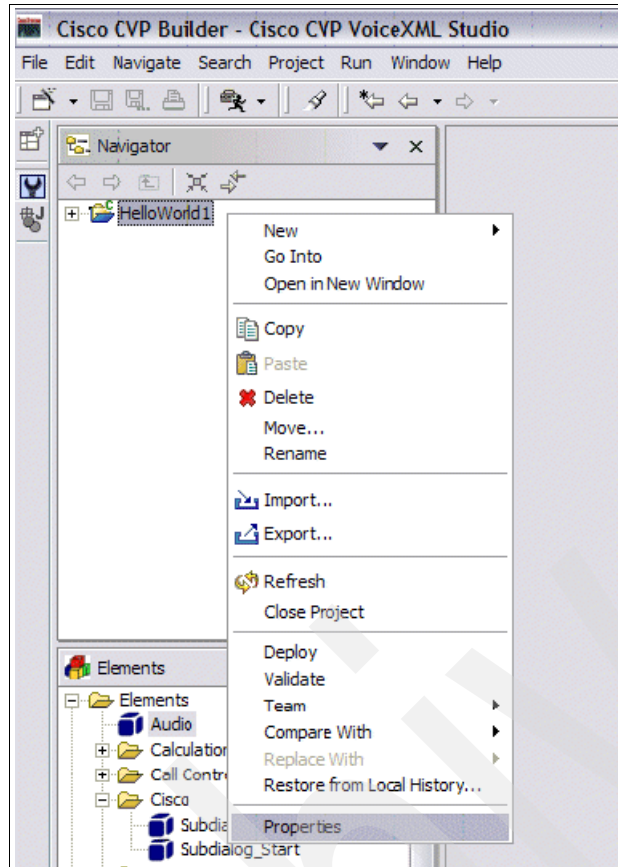 Cisco CVP Builder - Cisco CVP VoiceXML Studio
File Edit Navigate Search Project Run Window Help
Navigator
HelloWorld1
New
Go Into
Open in New Window
Copy
Paste
Delete
Move...
Rename
Import...
Export...
Refresh
Close Project
Deploy
Validate
Team
Compare With
Replace With
Restore from Local History...
Properties
Elements
Elements
Audio
Calculation
Call Contr
Cisco
Subdia
Subdialog_Start